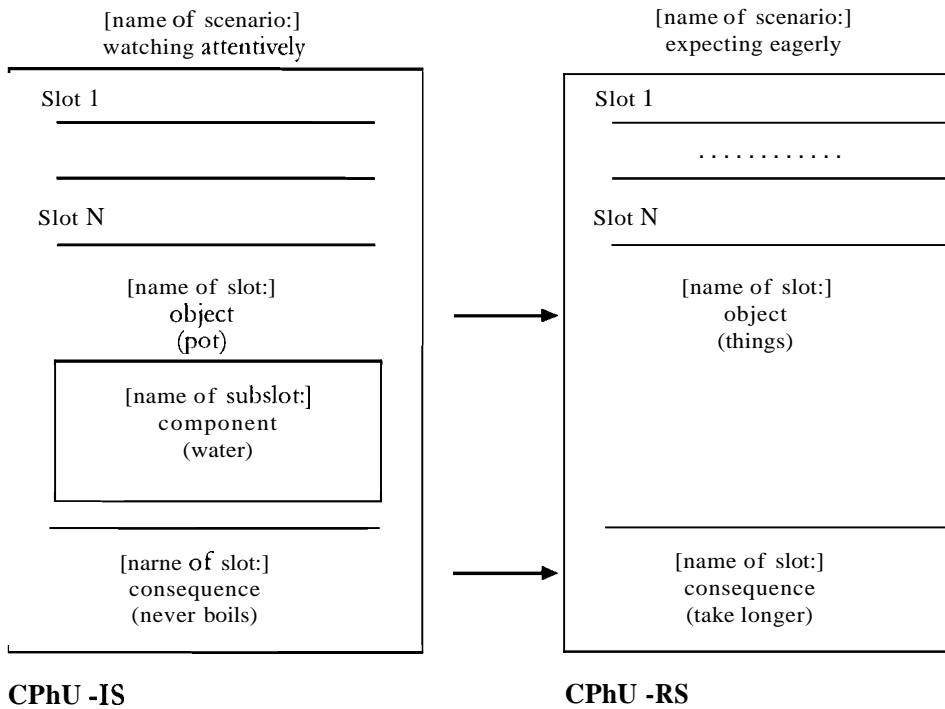 [name of scenario:]
watching attentively
Slot 1
Slot N
[name of slot:]
object
(pot)
[name of subslot:]
component
(water)
[narne of slot:]
consequence
(never boils)
CPhU -IS
[name of scenario:]
expecting eagerly
Slot 1
. . . . . . . . . . . .
Slot N
[name of slot:]
object
(things)
[name of slot:]
consequence
(take longer)
CPhU -RS